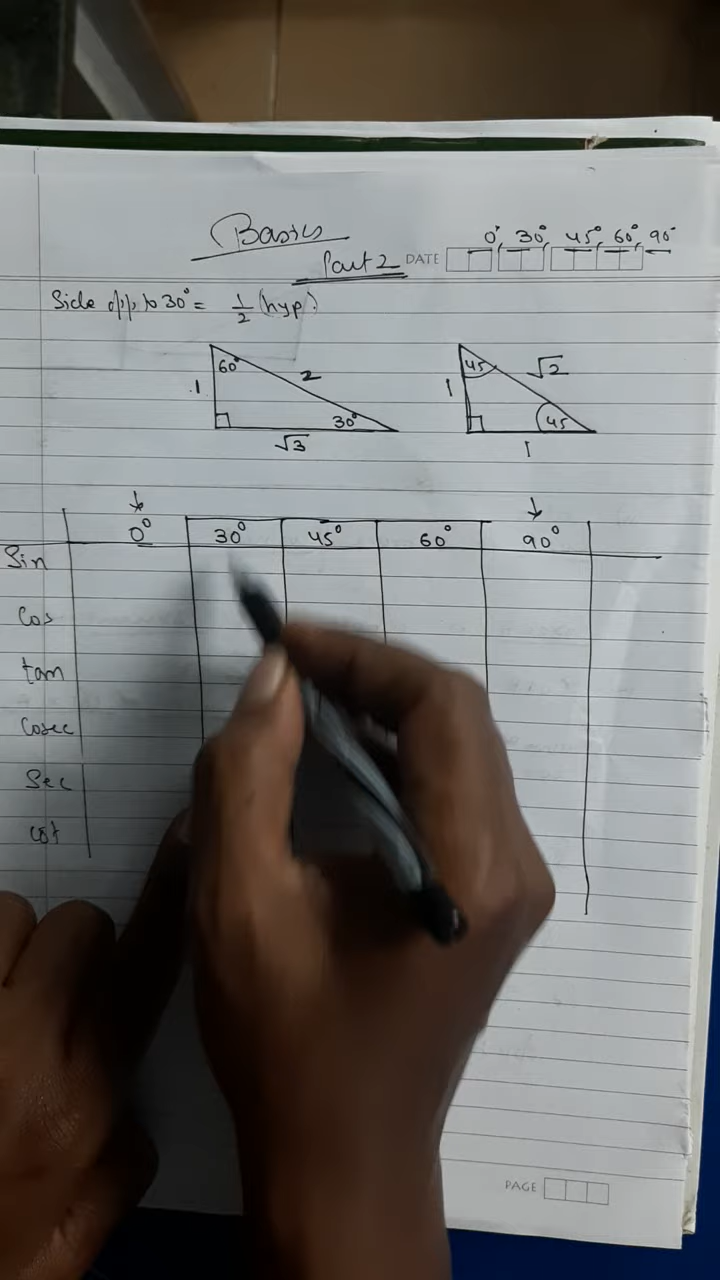 Basics
Part 2 DATE 0°, 30°, 45°, 60°, 90°
Side opp to 30° = 1/2 (hyp)
60° 2 1 30° √3
45 √2 1 45 1
0° 30° 45° 60° 90°
Sin
Cos
tan
Cosec
Sec
cot
PAGE